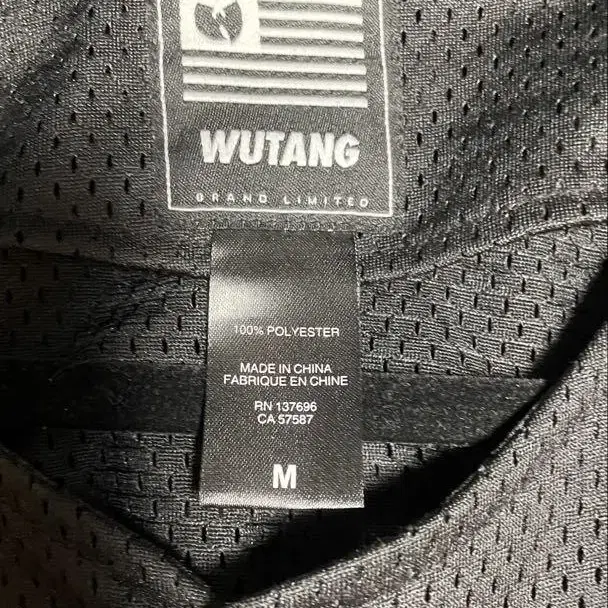 WUTANG
BRAND LIMITED
100% POLYESTER
MADE IN CHINA
FABRIQUE EN CHINE
RN 137696
CA 57587
M